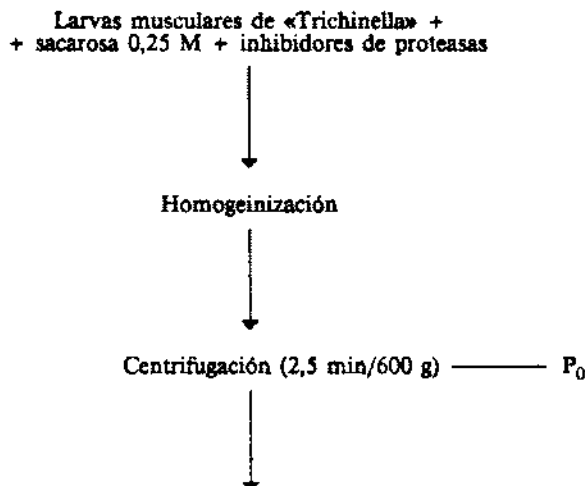 Larvas musculares de «Trichinella» +
+ sacarosa 0,25 M + inhibidores de proteasas
Homogeinización
Centrifugación (2,5 min/600 g)
P₀